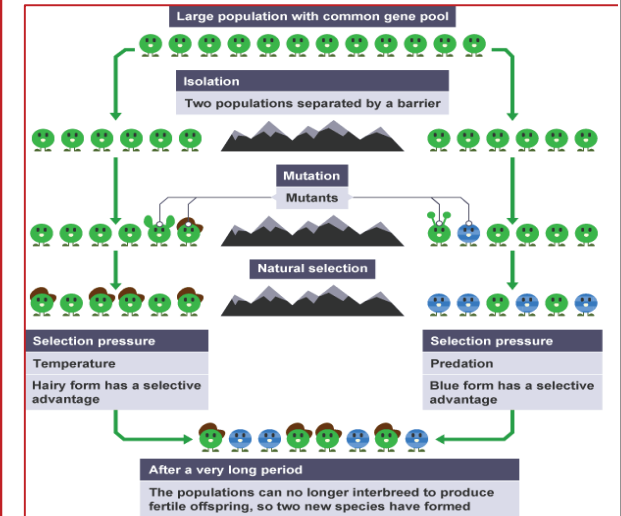 Large population with common gene pool
Isolation
Two populations separated by a barrier
Mutation
Mutants
Natural selection
Selection pressure
Temperature
Hairy form has a selective
advantage
Selection pressure
Predation
Blue form has a selective
advantage
After a very long period
The populations can no longer interbreed to produce
fertile offspring, so two new species have formed